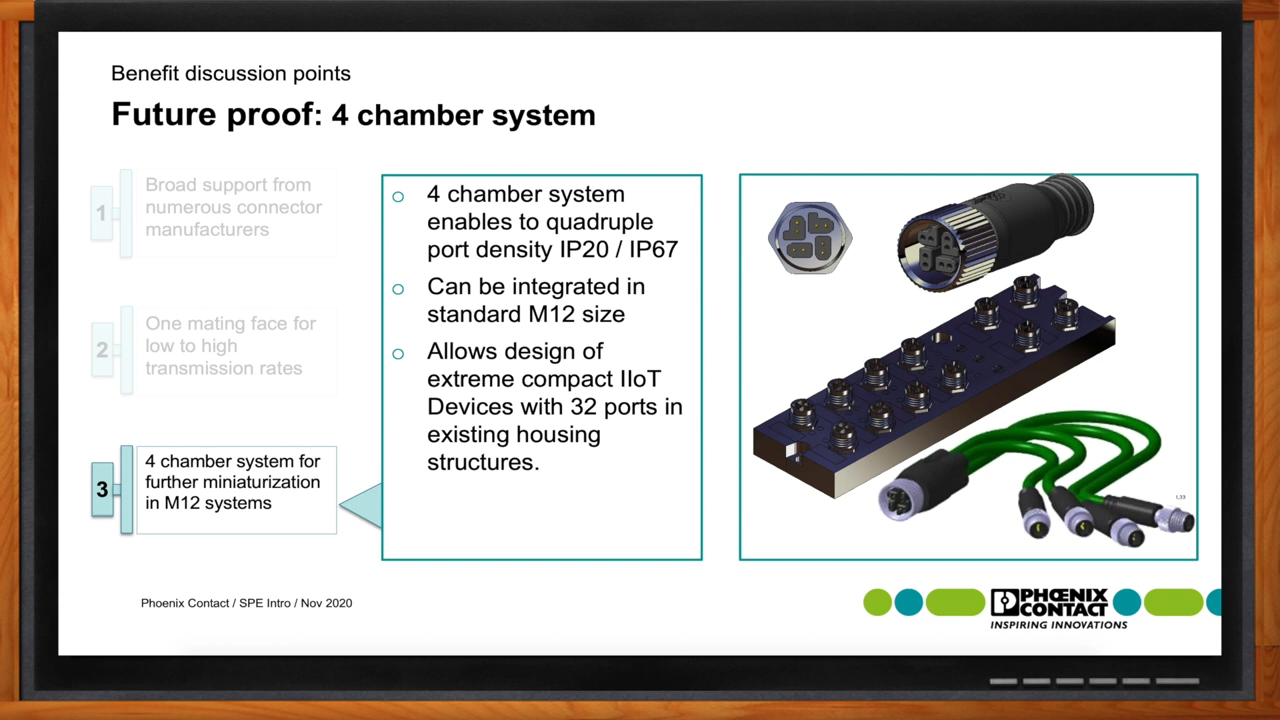 Benefit discussion points
Future proof: 4 chamber system
1
Broad support from
numerous connector
manufacturers
2
One mating face for
low to high
transmission rates
3
4 chamber system for
further miniaturization
in M12 systems
o 4 chamber system
enables to quadruple
port density IP20 / IP67
o Can be integrated in
standard M12 size
o Allows design of
extreme compact IIoT
Devices with 32 ports in
existing housing
structures.
1,33
Phoenix Contact / SPE Intro / Nov 2020
PHŒNIX
CONTACT
INSPIRING INNOVATIONS